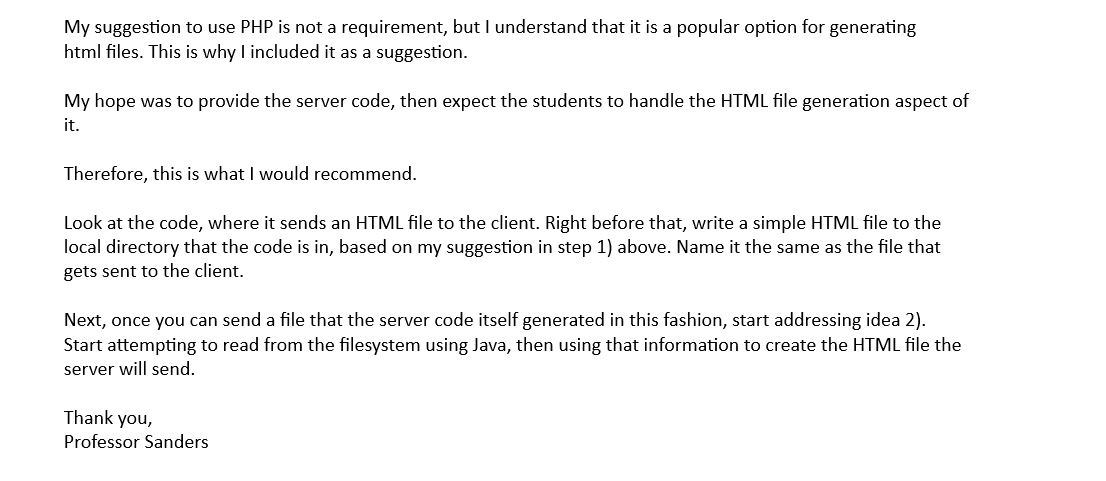 My suggestion to use PHP is not a requirement, but I understand that it is a popular option for generating
html files. This is why I included it as a suggestion.
My hope was to provide the server code, then expect the students to handle the HTML file generation aspect of
it.
Therefore, this is what I would recommend.
Look at the code, where it sends an HTML file to the client. Right before that, write a simple HTML file to the
local directory that the code is in, based on my suggestion in step 1) above. Name it the same as the file that
gets sent to the client.
Next, once you can send a file that the server code itself generated in this fashion, start addressing idea 2).
Start attempting to read from the filesystem using Java, then using that information to create the HTML file the
server will send.
Thank you,
Professor Sanders